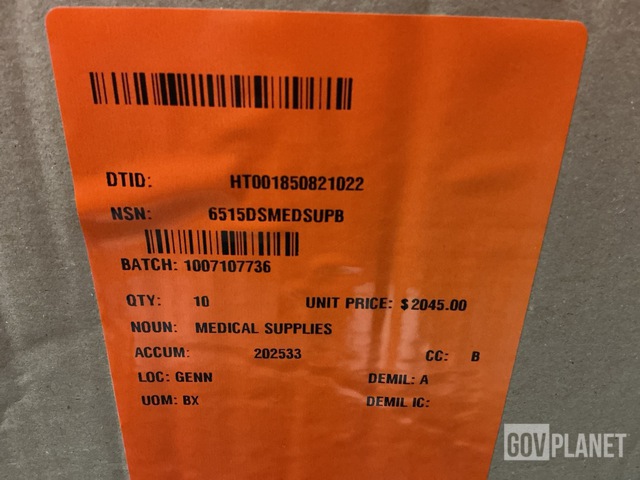 DTID: HT001850821022
NSN: 6515DSMEDSUPB
BATCH: 1007107736
QTY: 10 UNIT PRICE: $2045.00
NOUN: MEDICAL SUPPLIES
ACCUM: 202533 CC: B
LOC: GENN DEMIL: A
UOM: BX DEMIL IC:
GOVPLANET